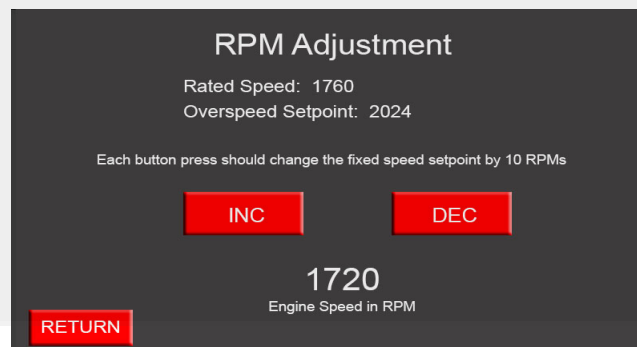 RPM Adjustment
Rated Speed: 1760
Overspeed Setpoint: 2024
Each button press should change the fixed speed setpoint by 10 RPMs
INC
DEC
1720
Engine Speed in RPM
RETURN